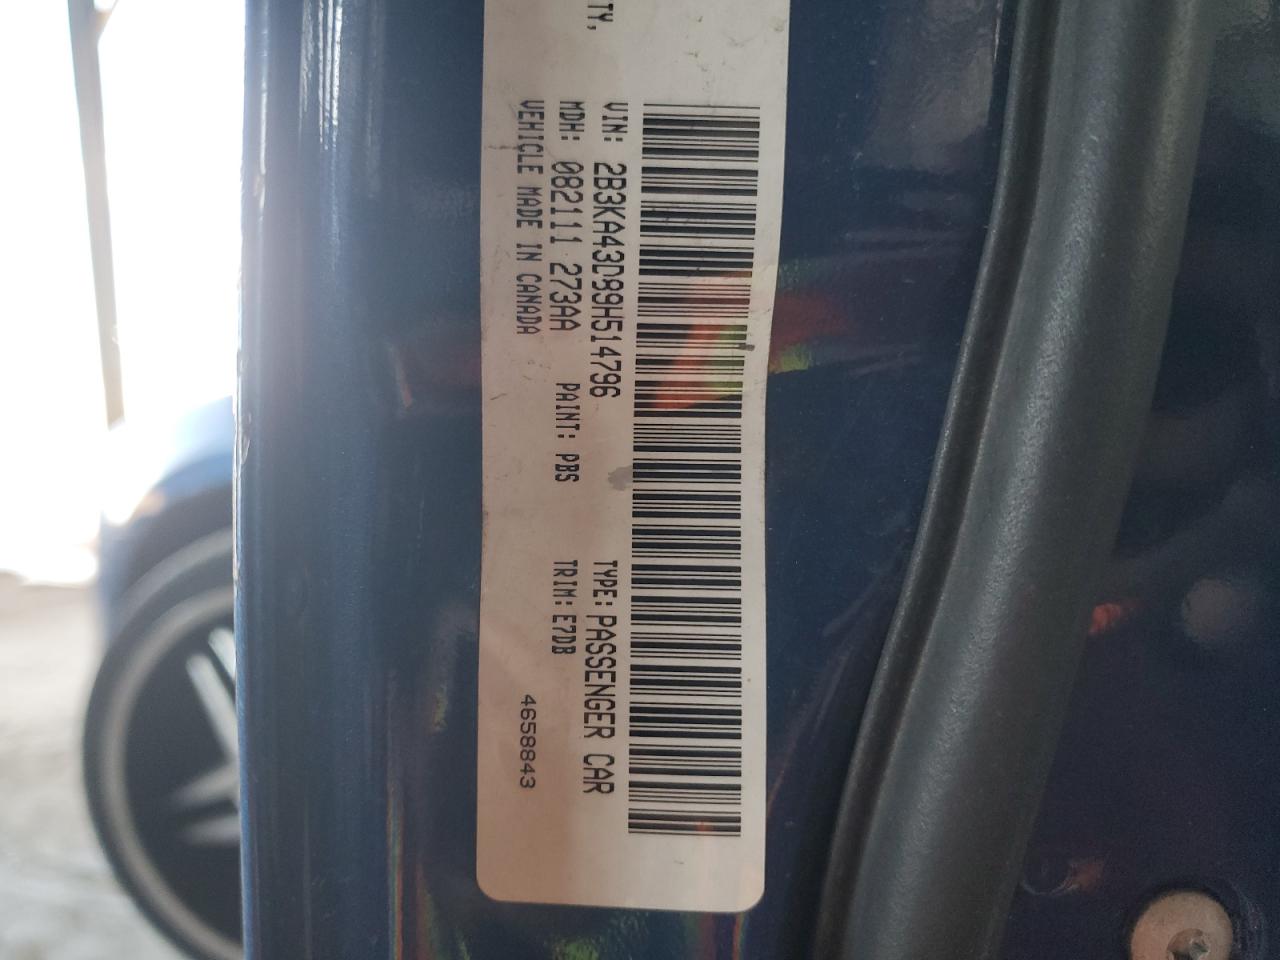 TY,
VIN: 2B3KA43D89H514796 TYPE: PASSENGER CAR
MDH: 082111 273AA PAINT: PBS TRIM: E7DB
VEHICLE MADE IN CANADA 4658843